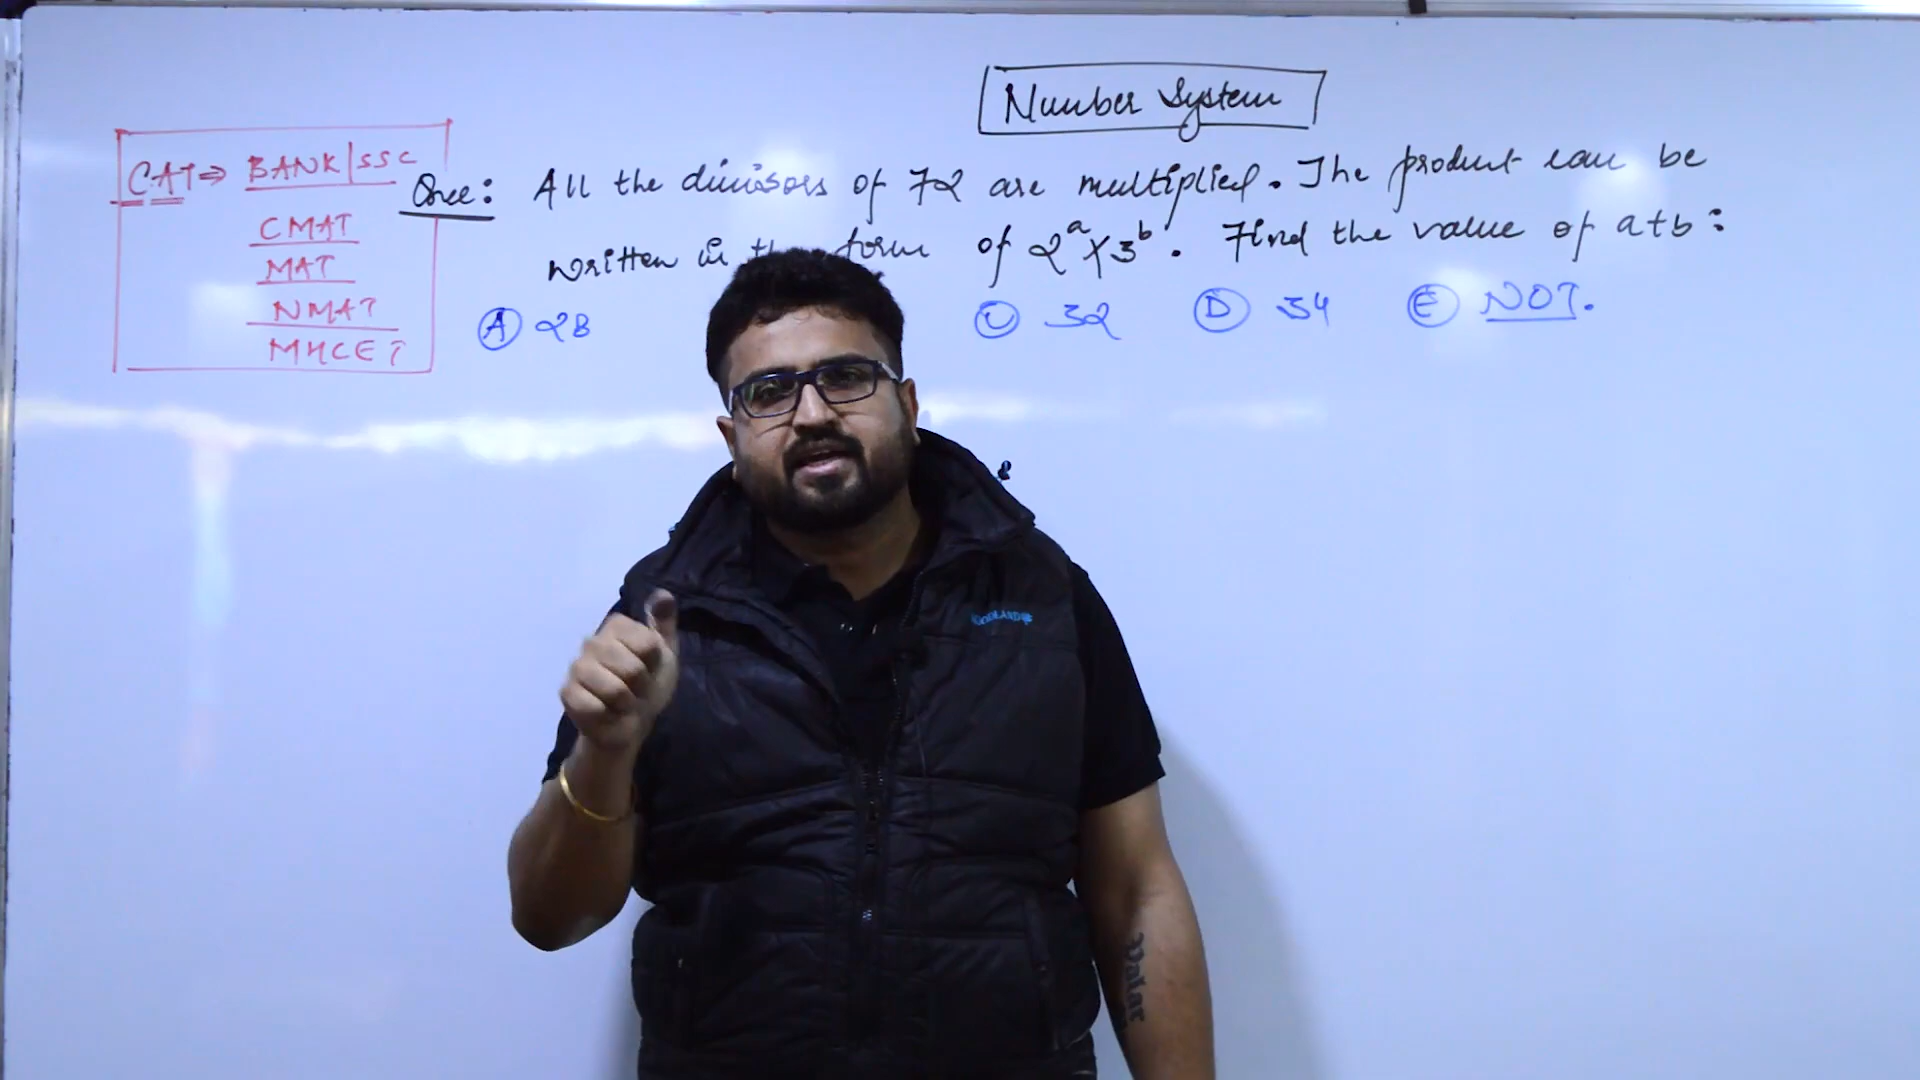 Number System
CAT ⇒ BANK | SSC
CMAT
MAT
NMAT
MHCET
Que: All the divisors of 72 are multiplied. The product can be
written in the form of 2^a × 3^b. Find the value of a+b:
(A) 28 (C) 32 (D) 34 (E) NOT.
WOODLAND